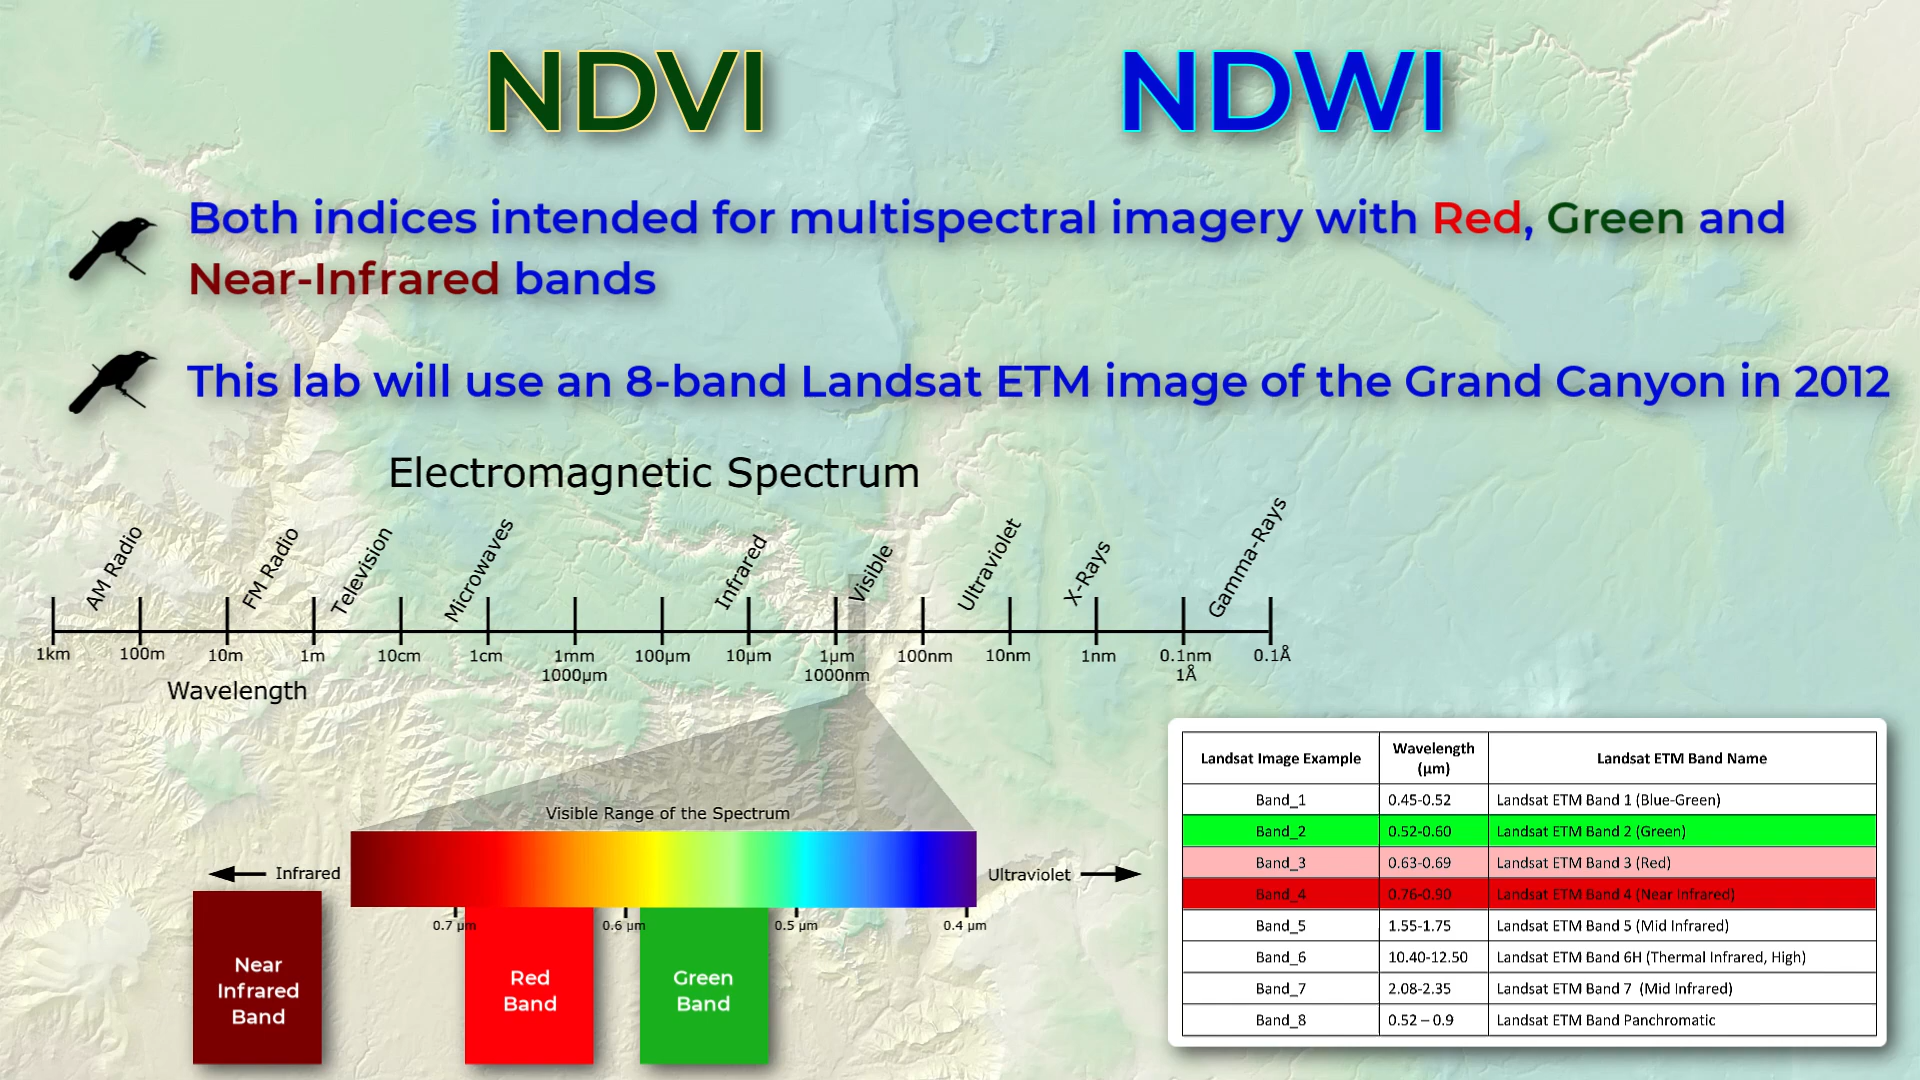 NDVI
NDWI
Both indices intended for multispectral imagery with Red, Green and
Near-Infrared bands
This lab will use an 8-band Landsat ETM image of the Grand Canyon in 2012
Electromagnetic Spectrum
AM Radio
FM Radio
Television
Microwaves
Infrared
Visible
Ultraviolet
X-Rays
Gamma-Rays
1km 100m 10m 1m 10cm 1cm 1mm 100µm 10µm 1µm 100nm 10nm 1nm 0.1nm 0.1Å
1000µm 1000nm 1Å
Wavelength
Visible Range of the Spectrum
Infrared
Ultraviolet
0.7 µm 0.6 µm 0.5 µm 0.4 µm
Near
Infrared
Band
Red
Band
Green
Band
Landsat Image Example Wavelength (µm) Landsat ETM Band Name
Band_1 0.45-0.52 Landsat ETM Band 1 (Blue-Green)
Band_2 0.52-0.60 Landsat ETM Band 2 (Green)
Band_3 0.63-0.69 Landsat ETM Band 3 (Red)
Band_4 0.76-0.90 Landsat ETM Band 4 (Near Infrared)
Band_5 1.55-1.75 Landsat ETM Band 5 (Mid Infrared)
Band_6 10.40-12.50 Landsat ETM Band 6H (Thermal Infrared, High)
Band_7 2.08-2.35 Landsat ETM Band 7 (Mid Infrared)
Band_8 0.52 – 0.9 Landsat ETM Band Panchromatic